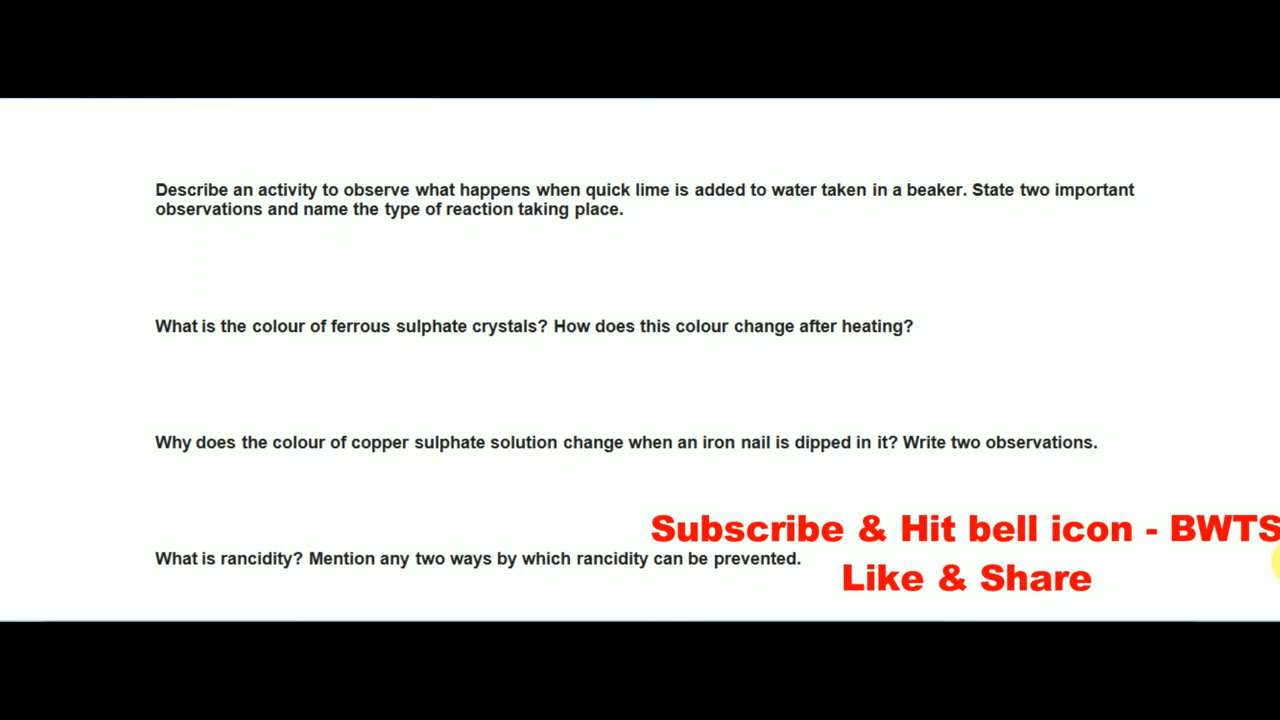 Describe an activity to observe what happens when quick lime is added to water taken in a beaker. State two important
observations and name the type of reaction taking place.
What is the colour of ferrous sulphate crystals? How does this colour change after heating?
Why does the colour of copper sulphate solution change when an iron nail is dipped in it? Write two observations.
Subscribe & Hit bell icon - BWTS
What is rancidity? Mention any two ways by which rancidity can be prevented.
Like & Share